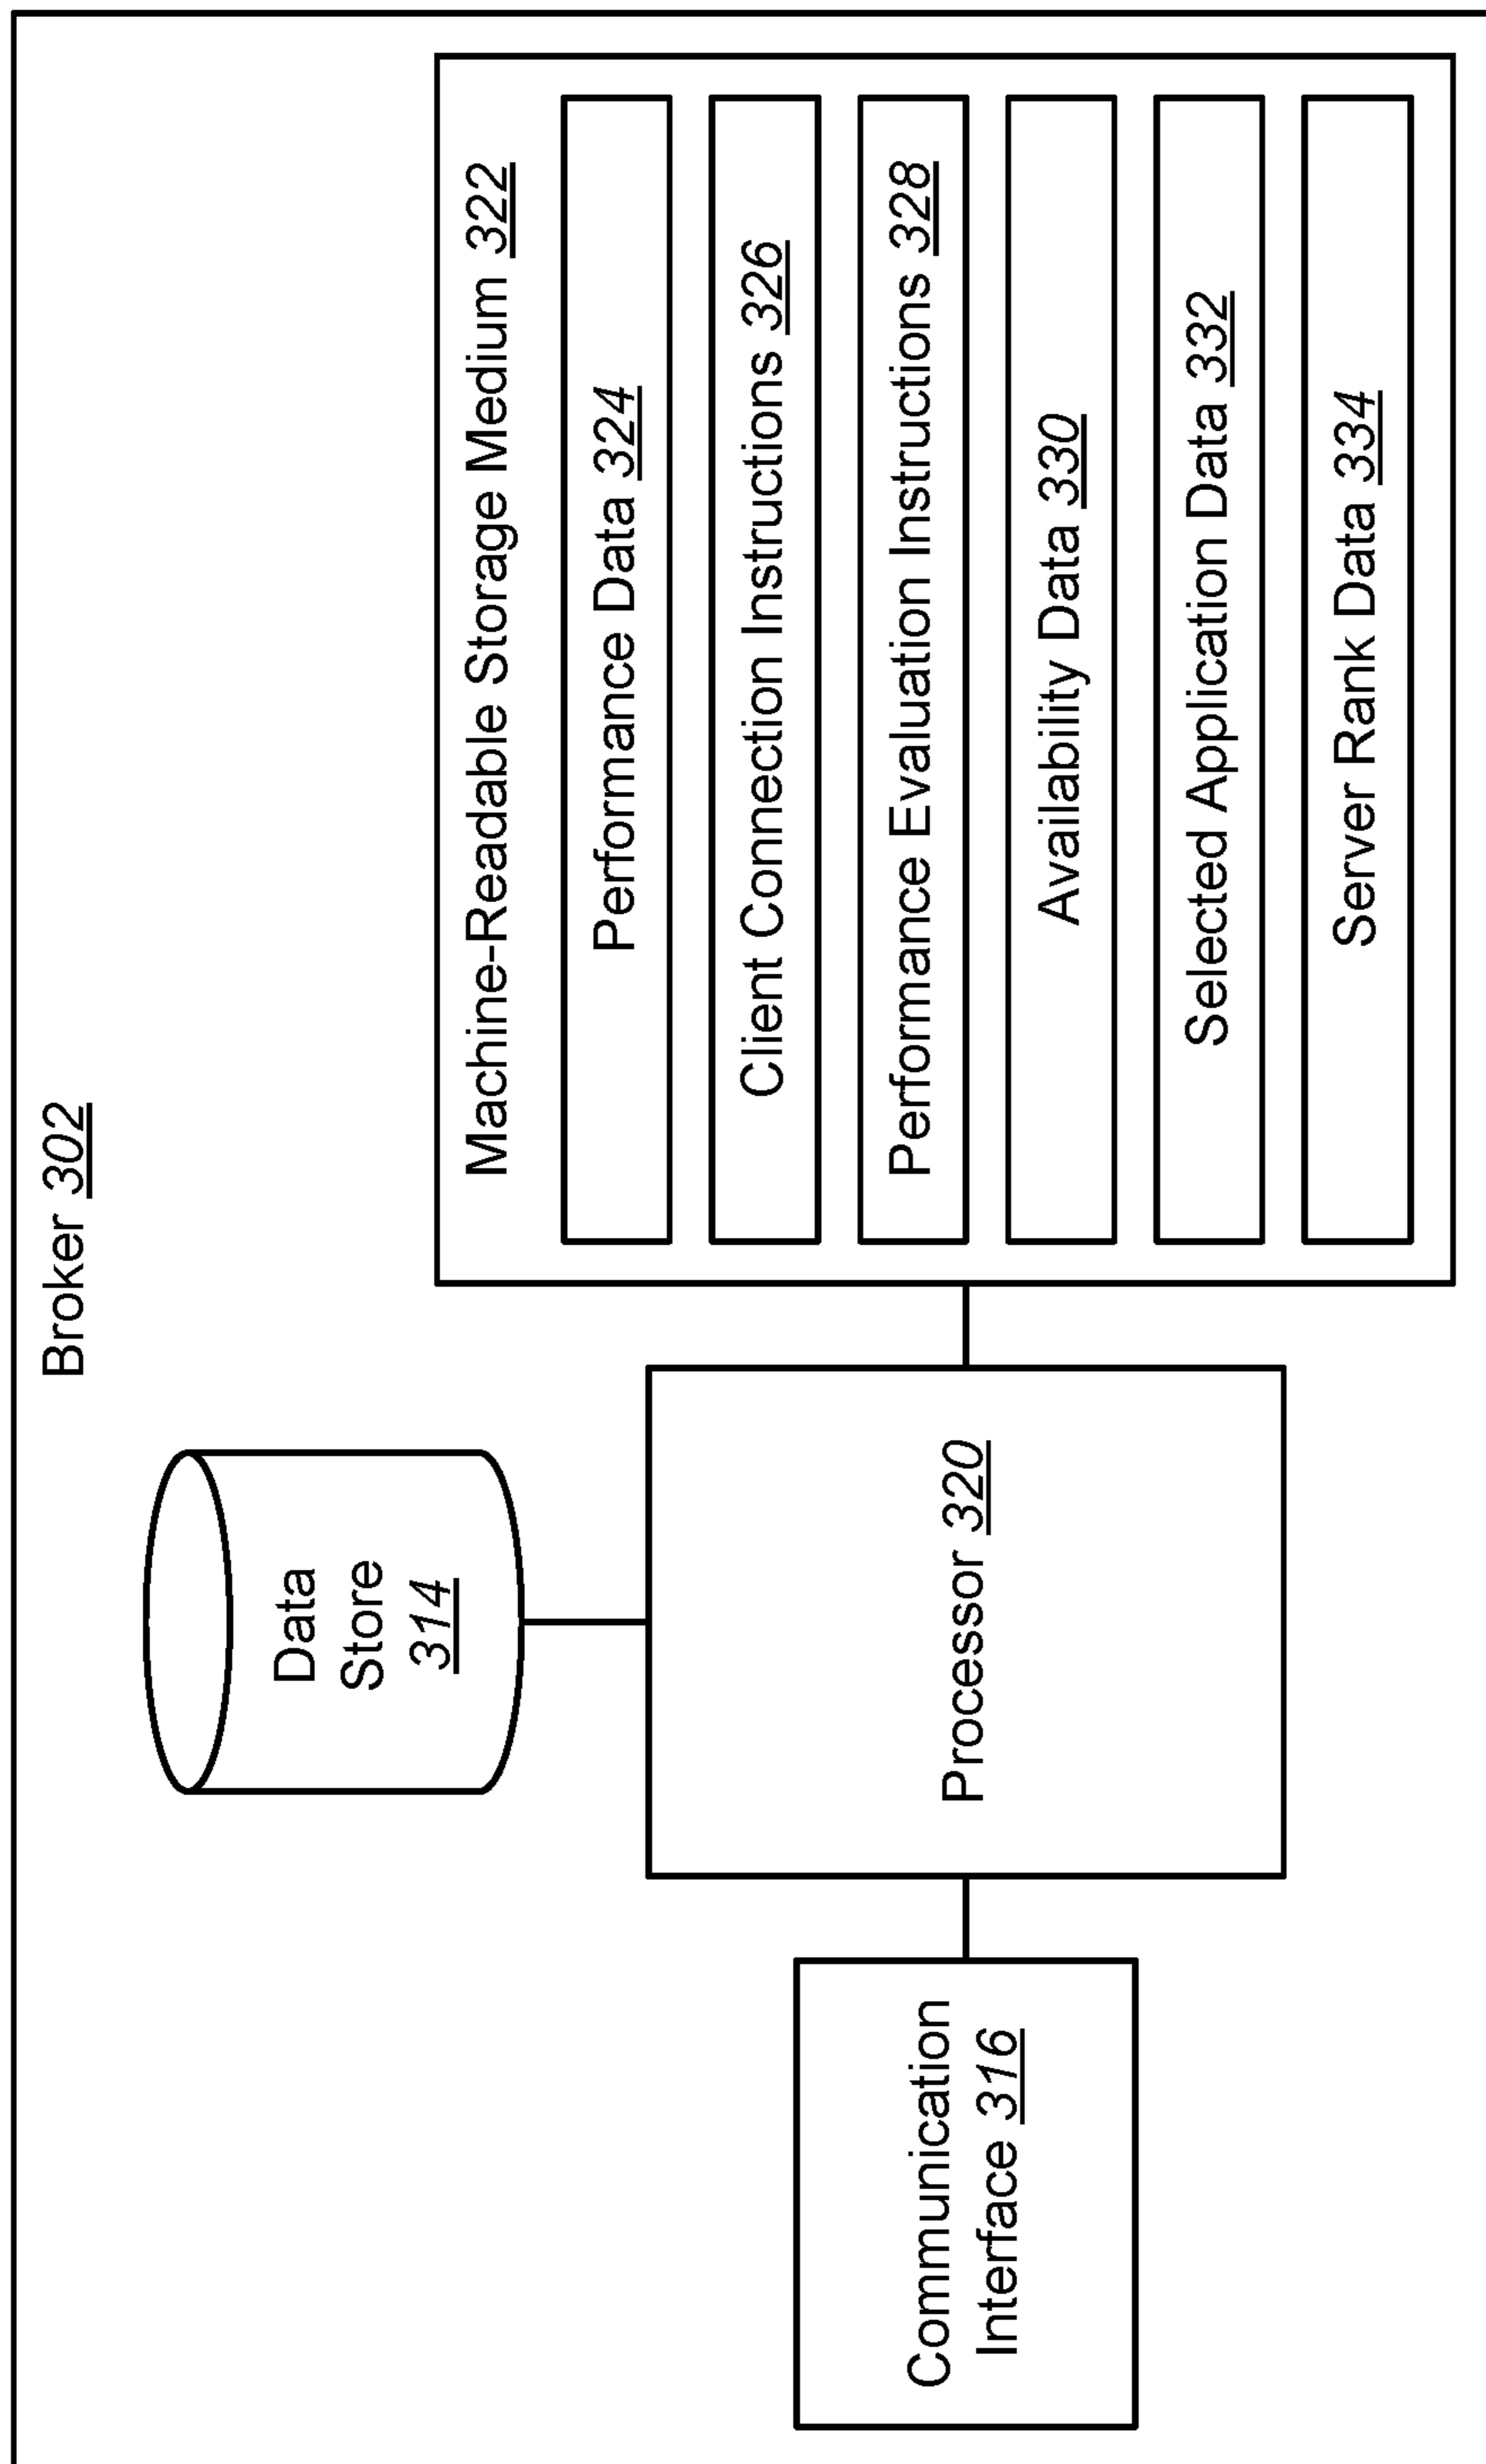 Broker 302
Data
Store
314
Communication
Interface 316
Processor 320
Machine-Readable Storage Medium 322
Performance Data 324
Client Connection Instructions 326
Performance Evaluation Instructions 328
Availability Data 330
Selected Application Data 332
Server Rank Data 334